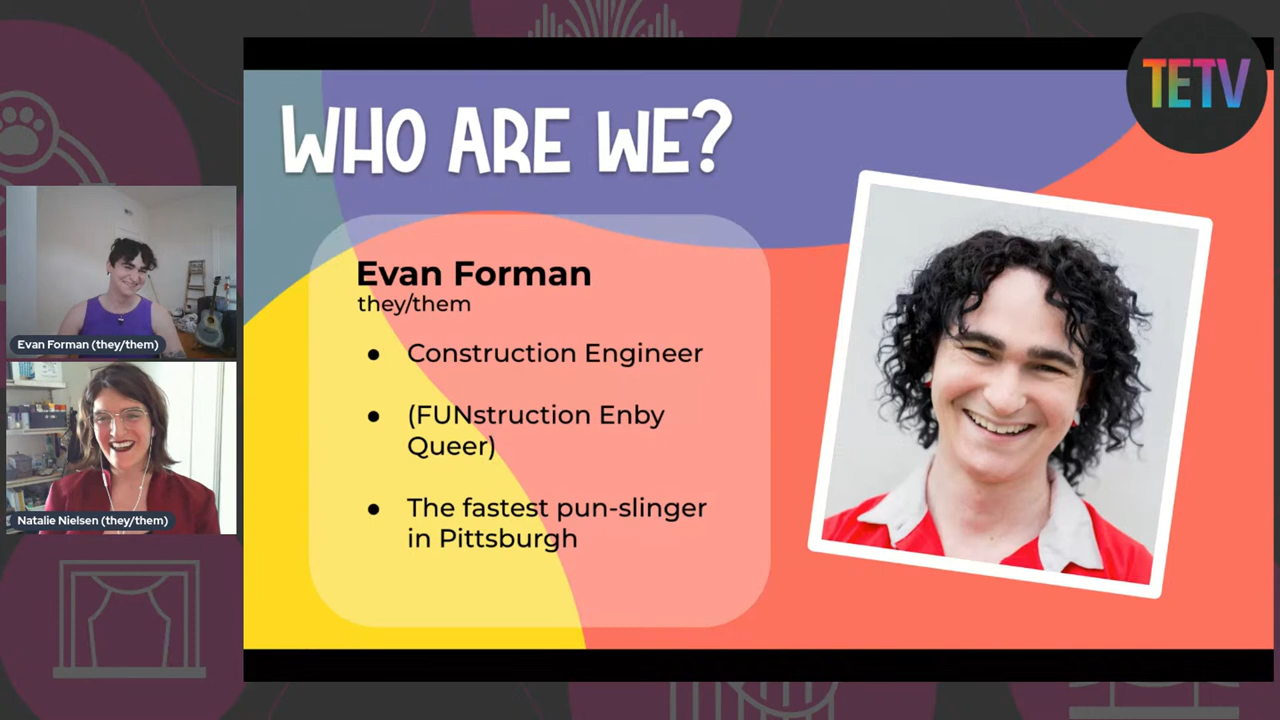 TETV
WHO ARE WE?
Evan Forman
they/them
• Construction Engineer
• (FUNstruction Enby
Queer)
• The fastest pun-slinger
in Pittsburgh
Evan Forman (they/them)
Natalie Nielsen (they/them)